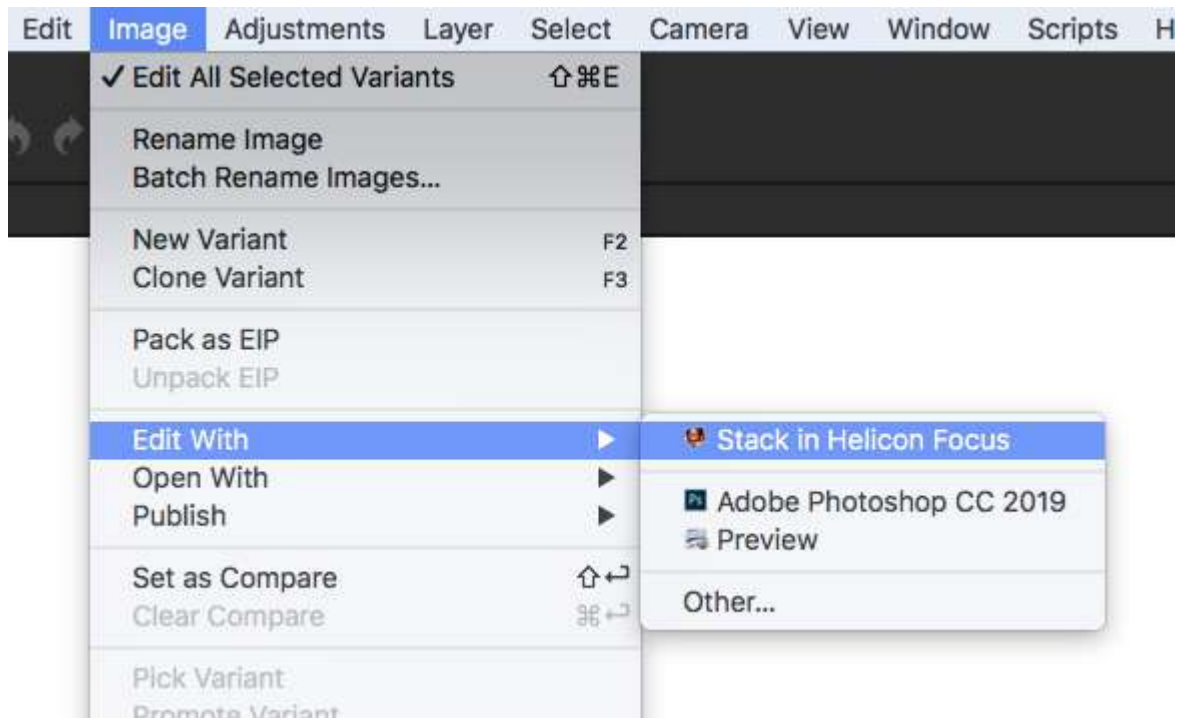 Edit Image Adjustments Layer Select Camera View Window Scripts H
✓ Edit All Selected Variants ⇧⌘E
Rename Image
Batch Rename Images...
New Variant F2
Clone Variant F3
Pack as EIP
Unpack EIP
Edit With ▶
Stack in Helicon Focus
Open With ▶
Adobe Photoshop CC 2019
Publish ▶
Preview
Set as Compare ⇧↩
Other...
Clear Compare ⌘↩
Pick Variant
Promote Variant